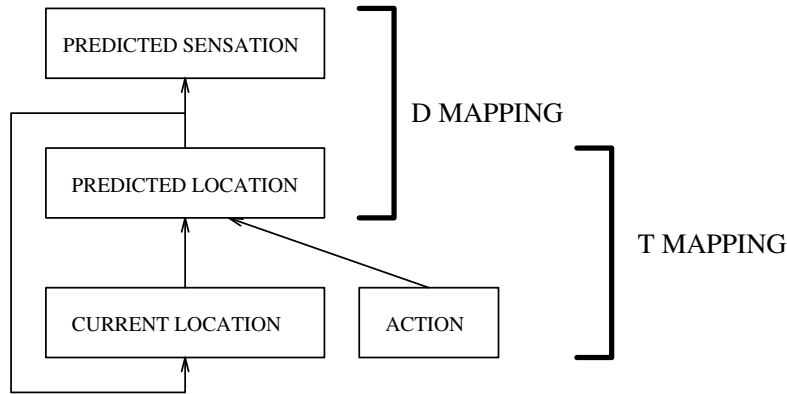 PREDICTED SENSATION
D MAPPING
PREDICTED LOCATION
T MAPPING
CURRENT LOCATION
ACTION